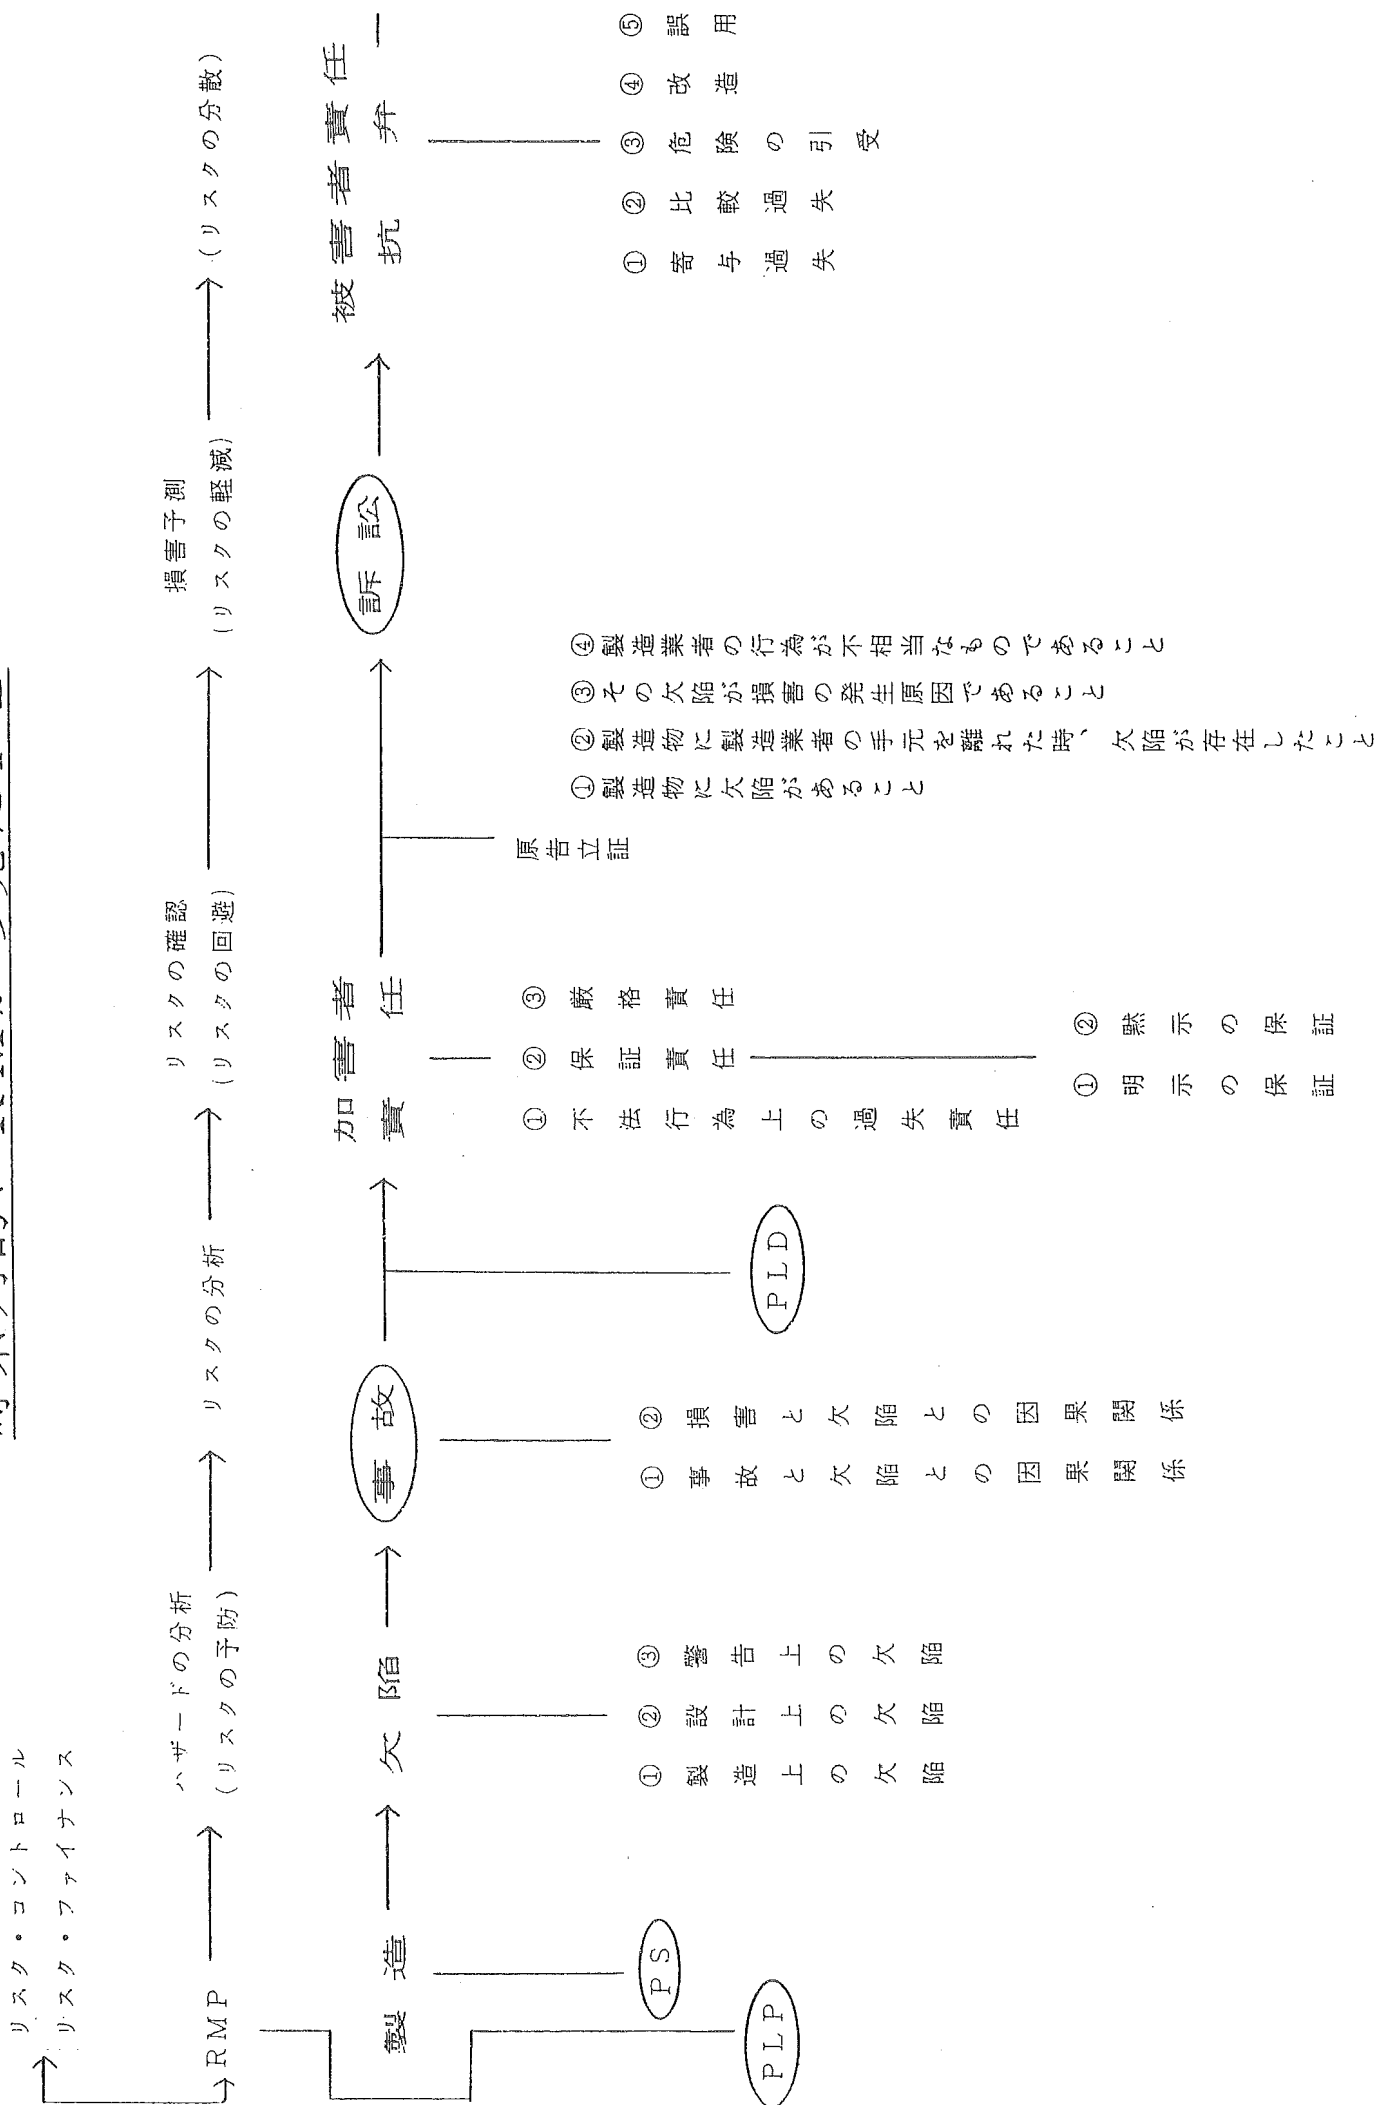 リスク・コントロール
リスク・ファイナンス
RMP
ハザードの分析
(リスクの予防)
リスクの分析
リスクの確認
(リスクの回避)
損害予測
(リスクの軽減)
(リスクの分散)
製造
欠陥
事故
加害者
責任
訴訟
被害者責任
抗弁
PS
PLP
①製造上の欠陥
②設計上の欠陥
③警告上の欠陥
①事故と欠陥との因果関係
②損害と欠陥との因果関係
PLD
①不法行為上の過失責任
②保証責任
③厳格責任
①明示の保証
②黙示の保証
原告立証
①製造物に欠陥があること
②製造物に製造業者の手元を離れた時、欠陥が存在したこと
③その欠陥が損害の発生原因であること
④製造業者の行為が不相当なものであること
①寄与過失
②比較過失
③危険の引受
④改造
⑤誤用